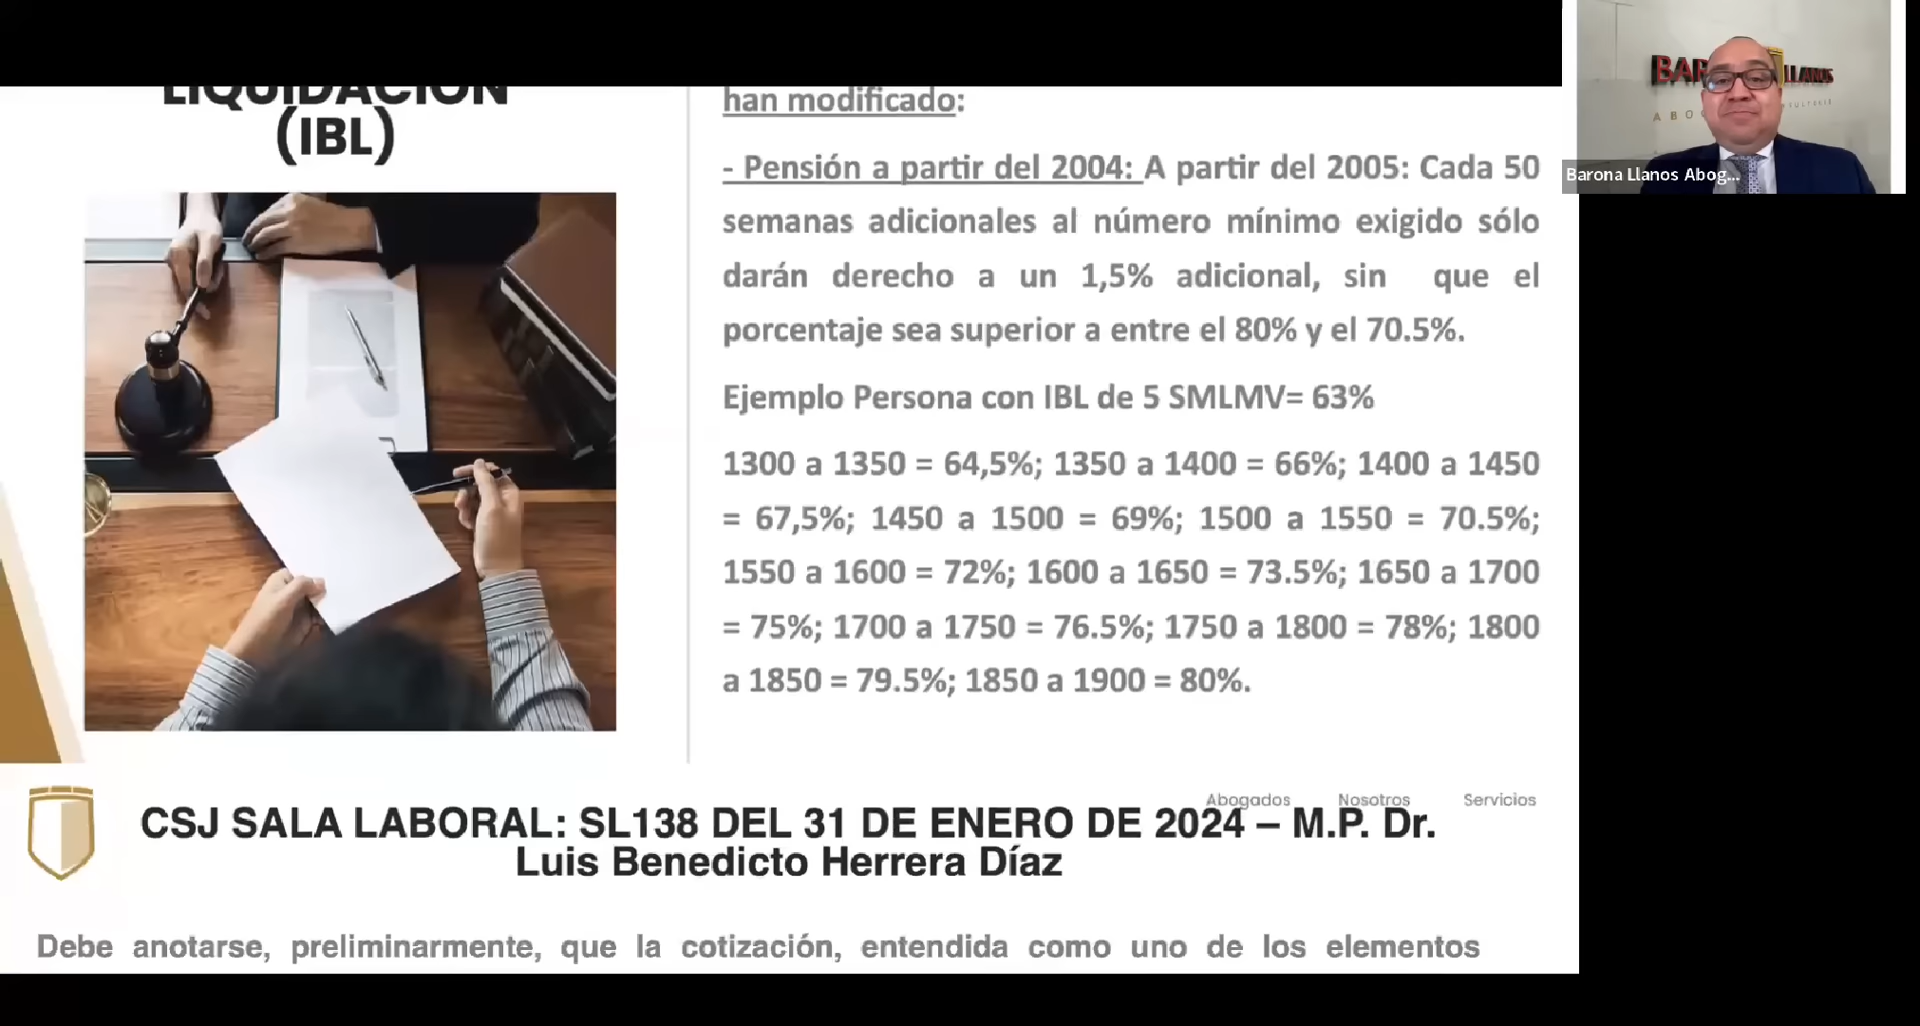 LIQUIDACIÓN
(IBL)
han modificado:
- Pensión a partir del 2004: A partir del 2005: Cada 50
semanas adicionales al número mínimo exigido sólo
darán derecho a un 1,5% adicional, sin que el
porcentaje sea superior a entre el 80% y el 70.5%.
Ejemplo Persona con IBL de 5 SMLMV= 63%
1300 a 1350 = 64,5%; 1350 a 1400 = 66%; 1400 a 1450
= 67,5%; 1450 a 1500 = 69%; 1500 a 1550 = 70.5%;
1550 a 1600 = 72%; 1600 a 1650 = 73.5%; 1650 a 1700
= 75%; 1700 a 1750 = 76.5%; 1750 a 1800 = 78%; 1800
a 1850 = 79.5%; 1850 a 1900 = 80%.
Abogados Nosotros Servicios
CSJ SALA LABORAL: SL138 DEL 31 DE ENERO DE 2024 – M.P. Dr.
Luis Benedicto Herrera Díaz
Debe anotarse, preliminarmente, que la cotización, entendida como uno de los elementos
LLANOS
Barona Llanos Abog...